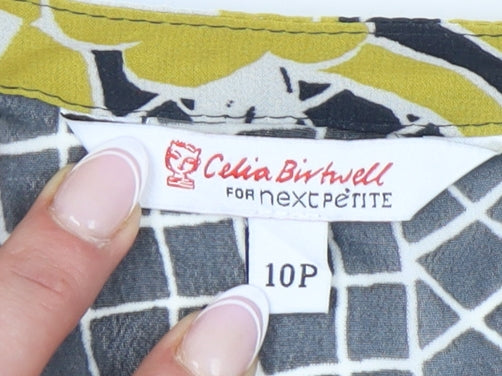 Celia Birtwell
FOR next PETITE
10P